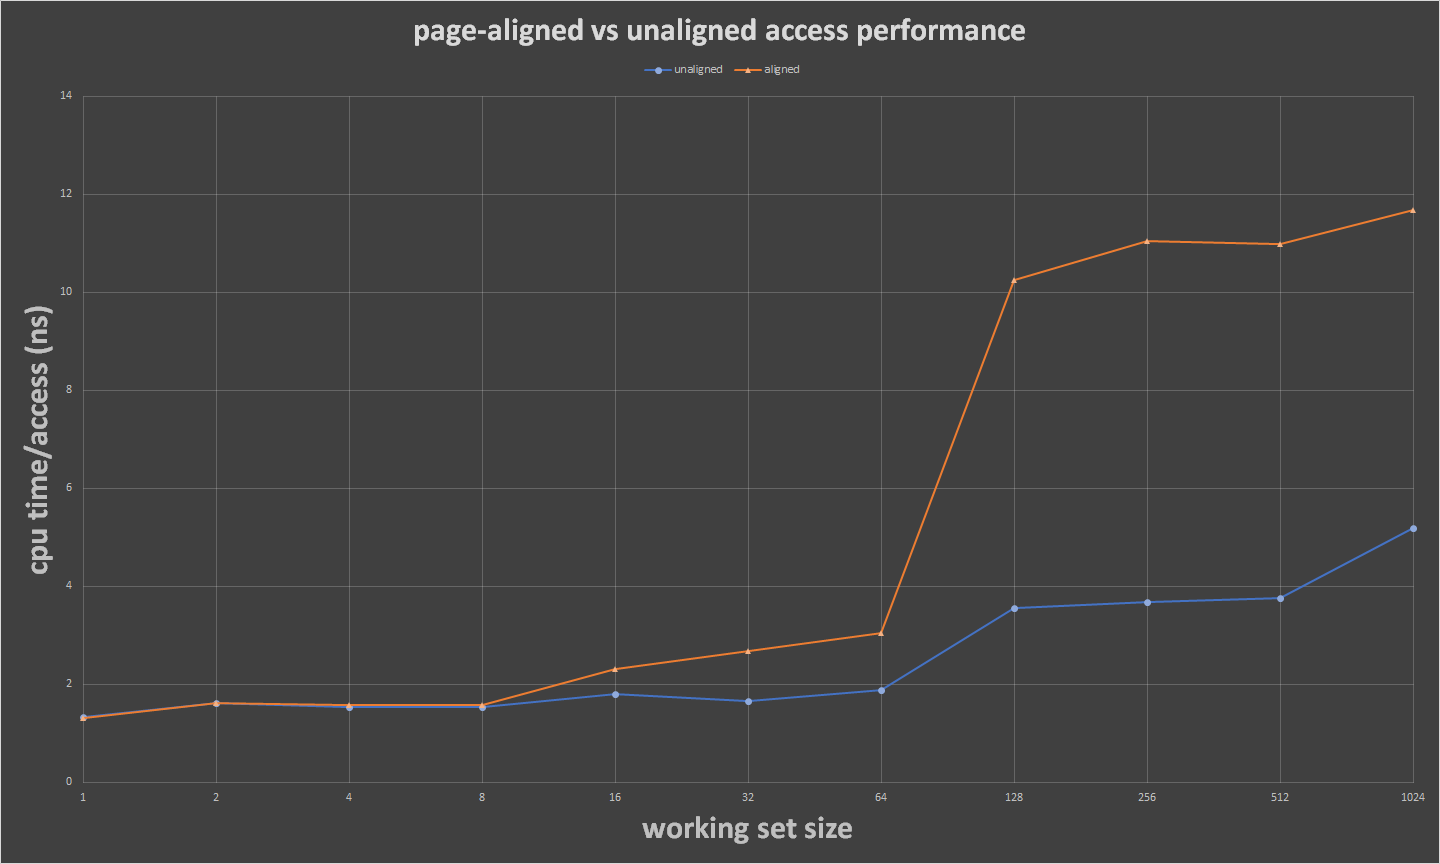 page-aligned vs unaligned access performance
unaligned aligned
14
12
10
8
6
4
2
0
cpu time/access (ns)
1 2 4 8 16 32 64 128 256 512 1024
working set size